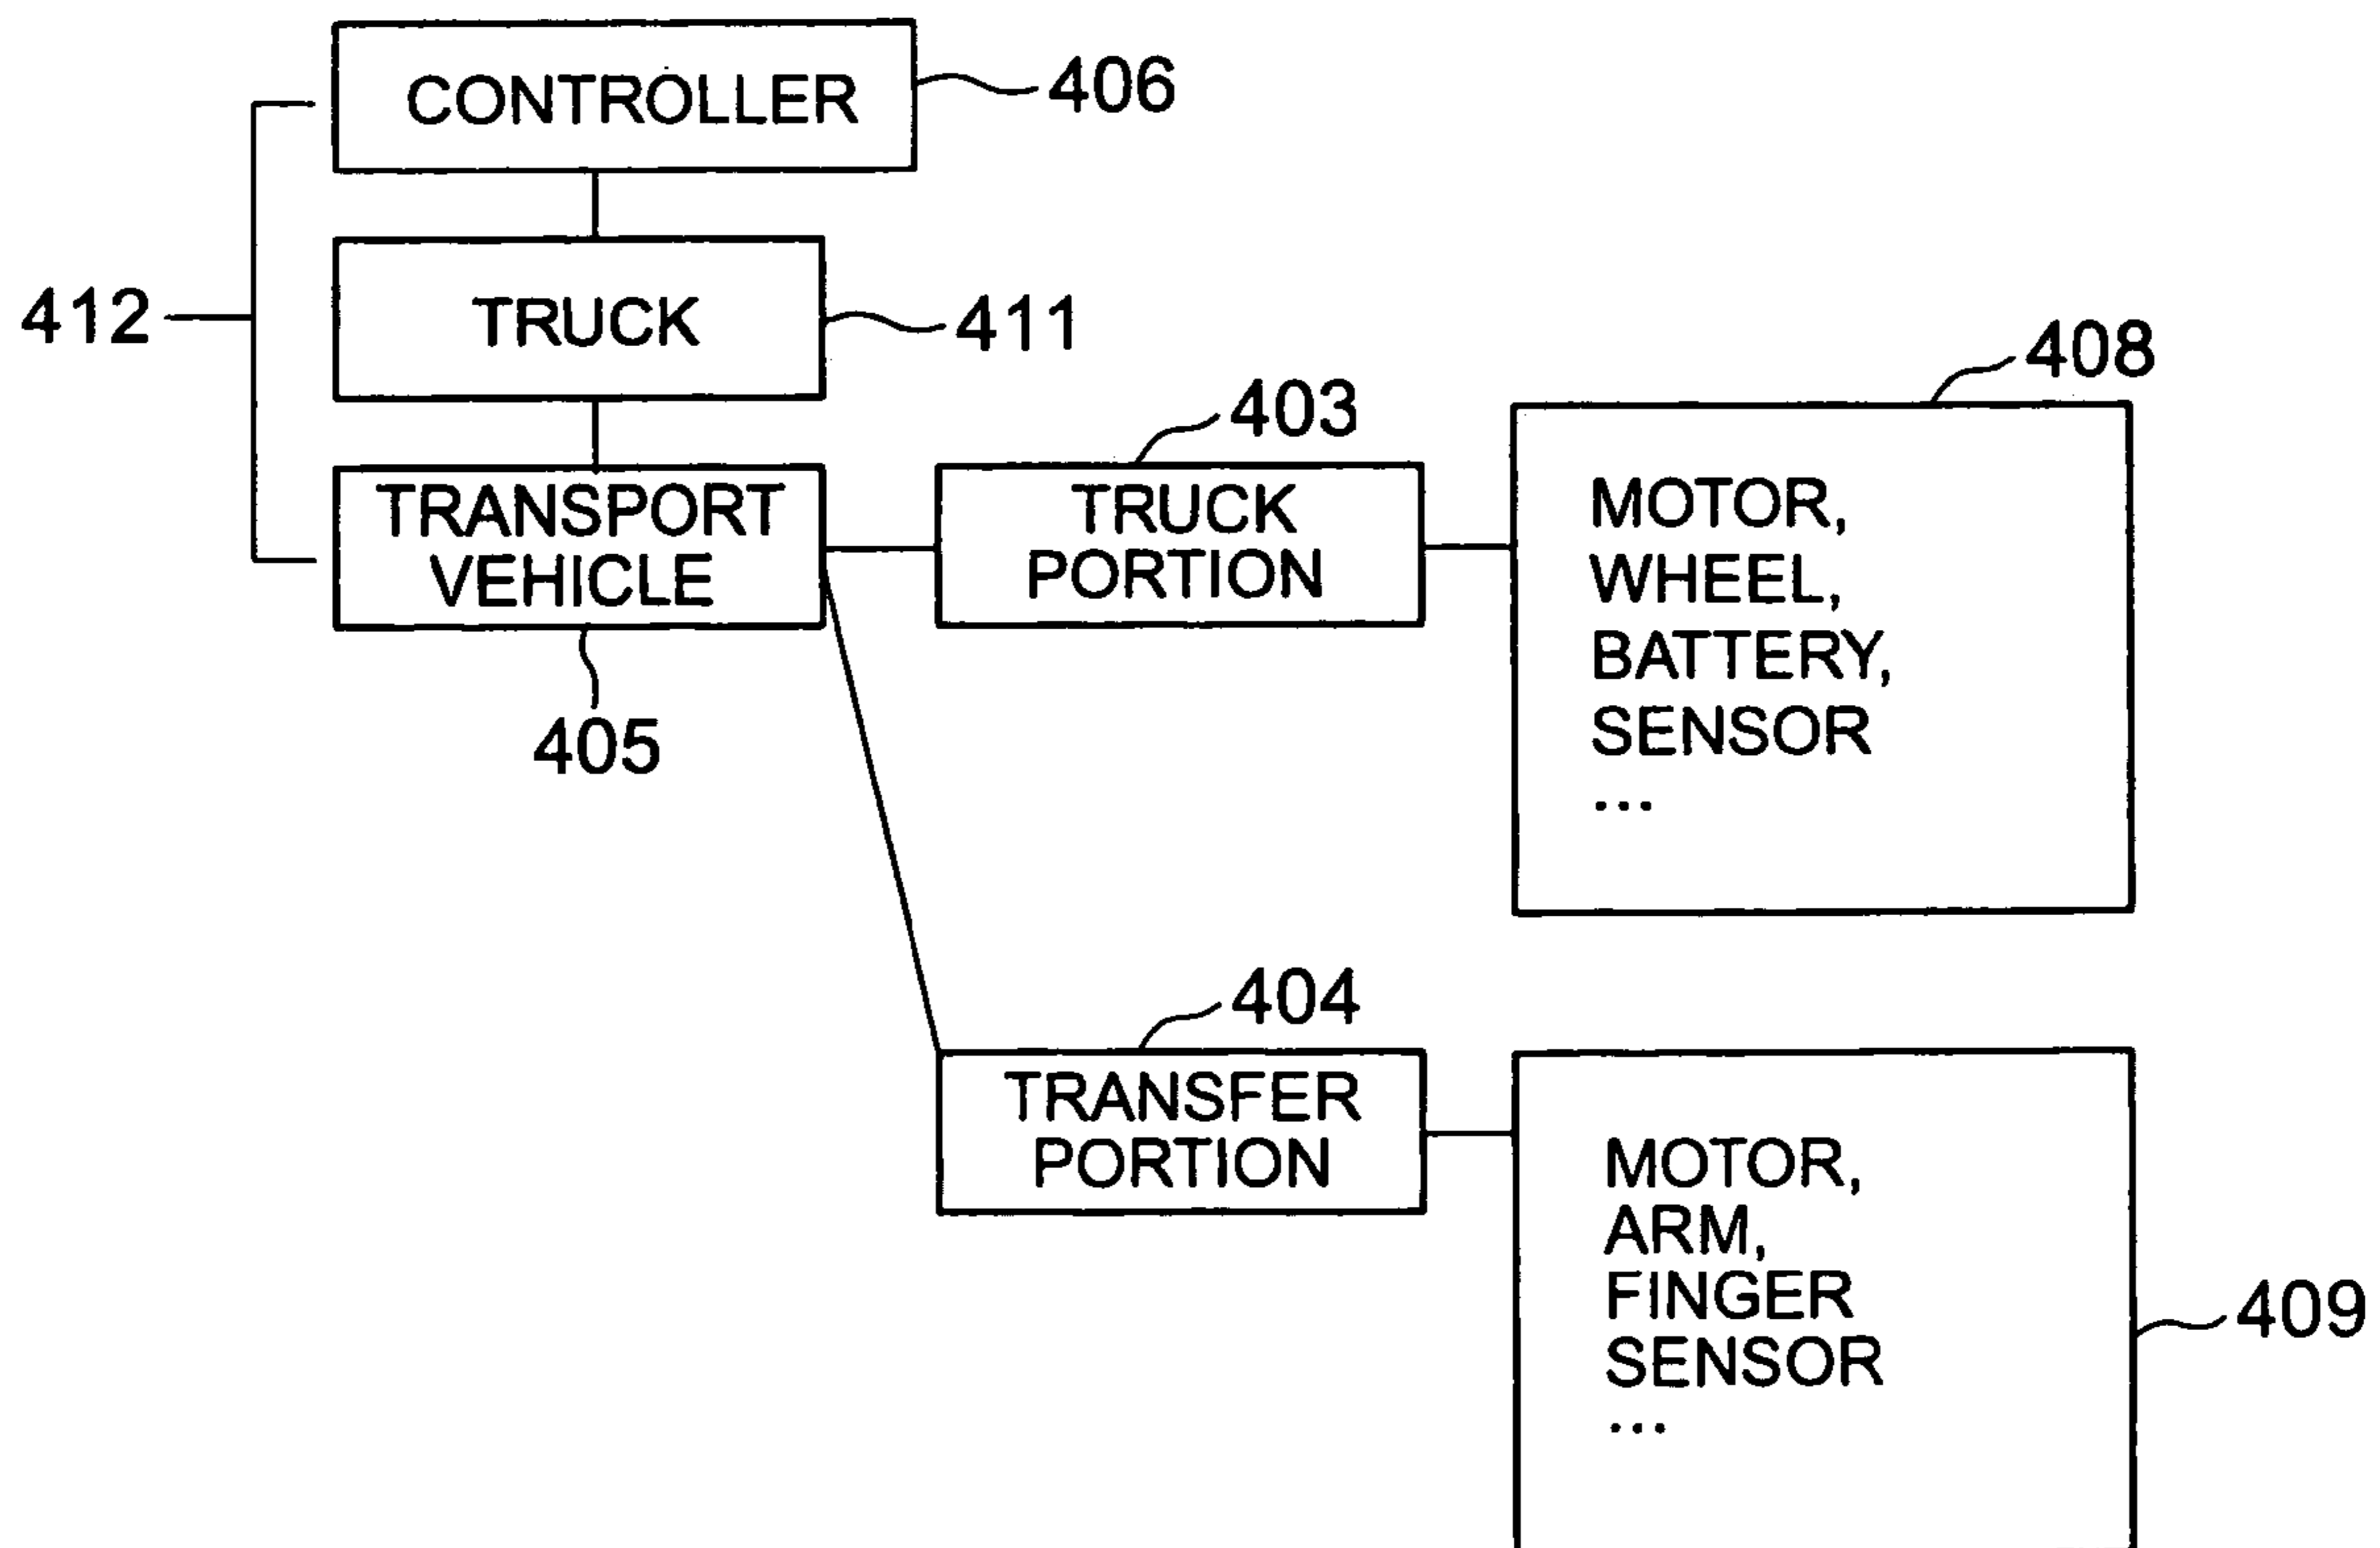 CONTROLLER
406
412
TRUCK
411
TRANSPORT
VEHICLE
405
403
TRUCK
PORTION
408
MOTOR,
WHEEL,
BATTERY,
SENSOR
...
404
TRANSFER
PORTION
MOTOR,
ARM,
FINGER
SENSOR
...
409